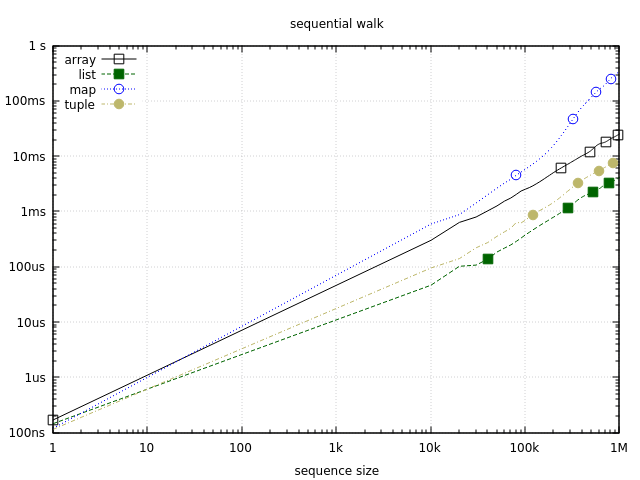 sequential walk
1 s
100ms
10ms
1ms
100us
10us
1us
100ns
array
list
map
tuple
1
10
100
1k
10k
100k
1M
sequence size